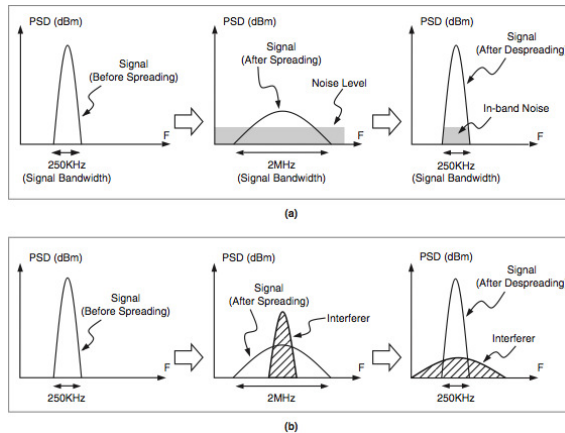 PSD (dBm)
Signal
(Before Spreading)
F
250KHz
(Signal Bandwidth)
PSD (dBm)
Signal
(After Spreading)
Noise Level
F
2MHz
(Signal Bandwidth)
PSD (dBm)
Signal
(After Despreading)
In-band Noise
F
250KHz
(Signal Bandwidth)
(a)
PSD (dBm)
Signal
(Before Spreading)
F
250KHz
PSD (dBm)
Signal
(After Spreading)
Interferer
F
2MHz
PSD (dBm)
Signal
(After Despreading)
Interferer
F
250KHz
(b)